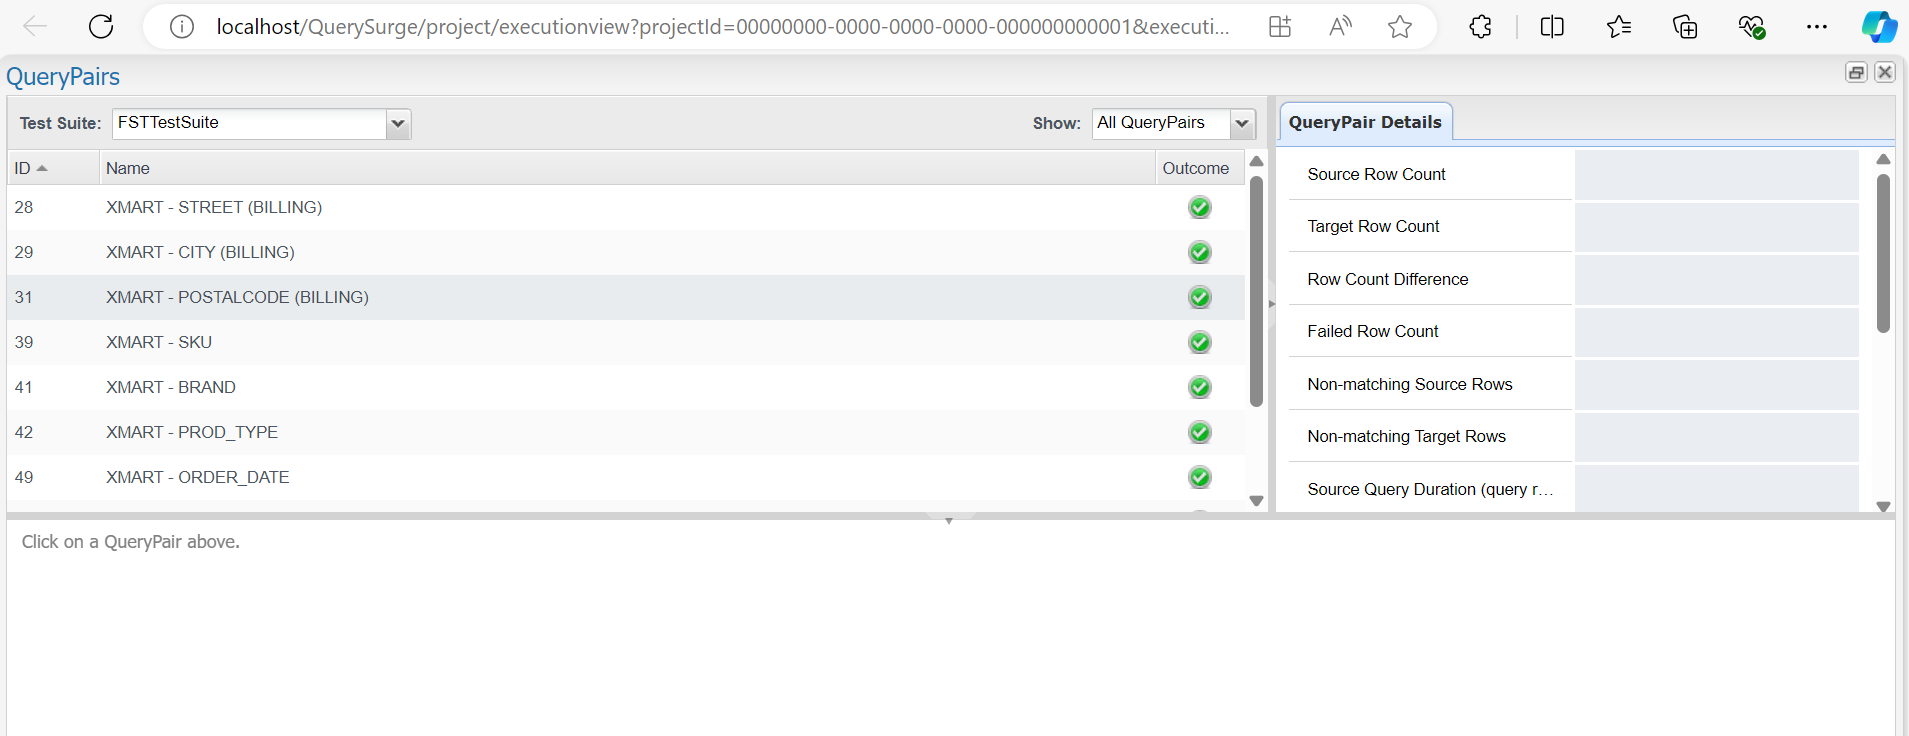 localhost/QuerySurge/project/executionview?projectId=00000000-0000-0000-0000-000000000001&executi...
QueryPairs
Test Suite: FSTTestSuite Show: All QueryPairs
ID Name Outcome
28 XMART - STREET (BILLING)
29 XMART - CITY (BILLING)
31 XMART - POSTALCODE (BILLING)
39 XMART - SKU
41 XMART - BRAND
42 XMART - PROD_TYPE
49 XMART - ORDER_DATE
QueryPair Details
Source Row Count
Target Row Count
Row Count Difference
Failed Row Count
Non-matching Source Rows
Non-matching Target Rows
Source Query Duration (query r...
Click on a QueryPair above.